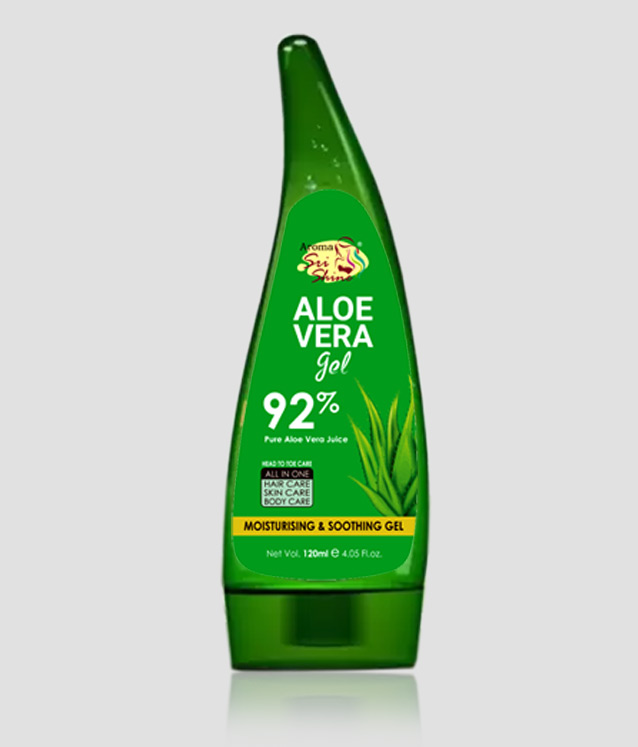 Aroma
Sri
Shine
®
ALOE
VERA
Gel
92%
Pure Aloe Vera Juice
HEAD TO TOE CARE
ALL IN ONE
HAIR CARE
SKIN CARE
BODY CARE
MOISTURISING & SOOTHING GEL
Net Vol. 120ml ℮ 4.05 Fl.oz.